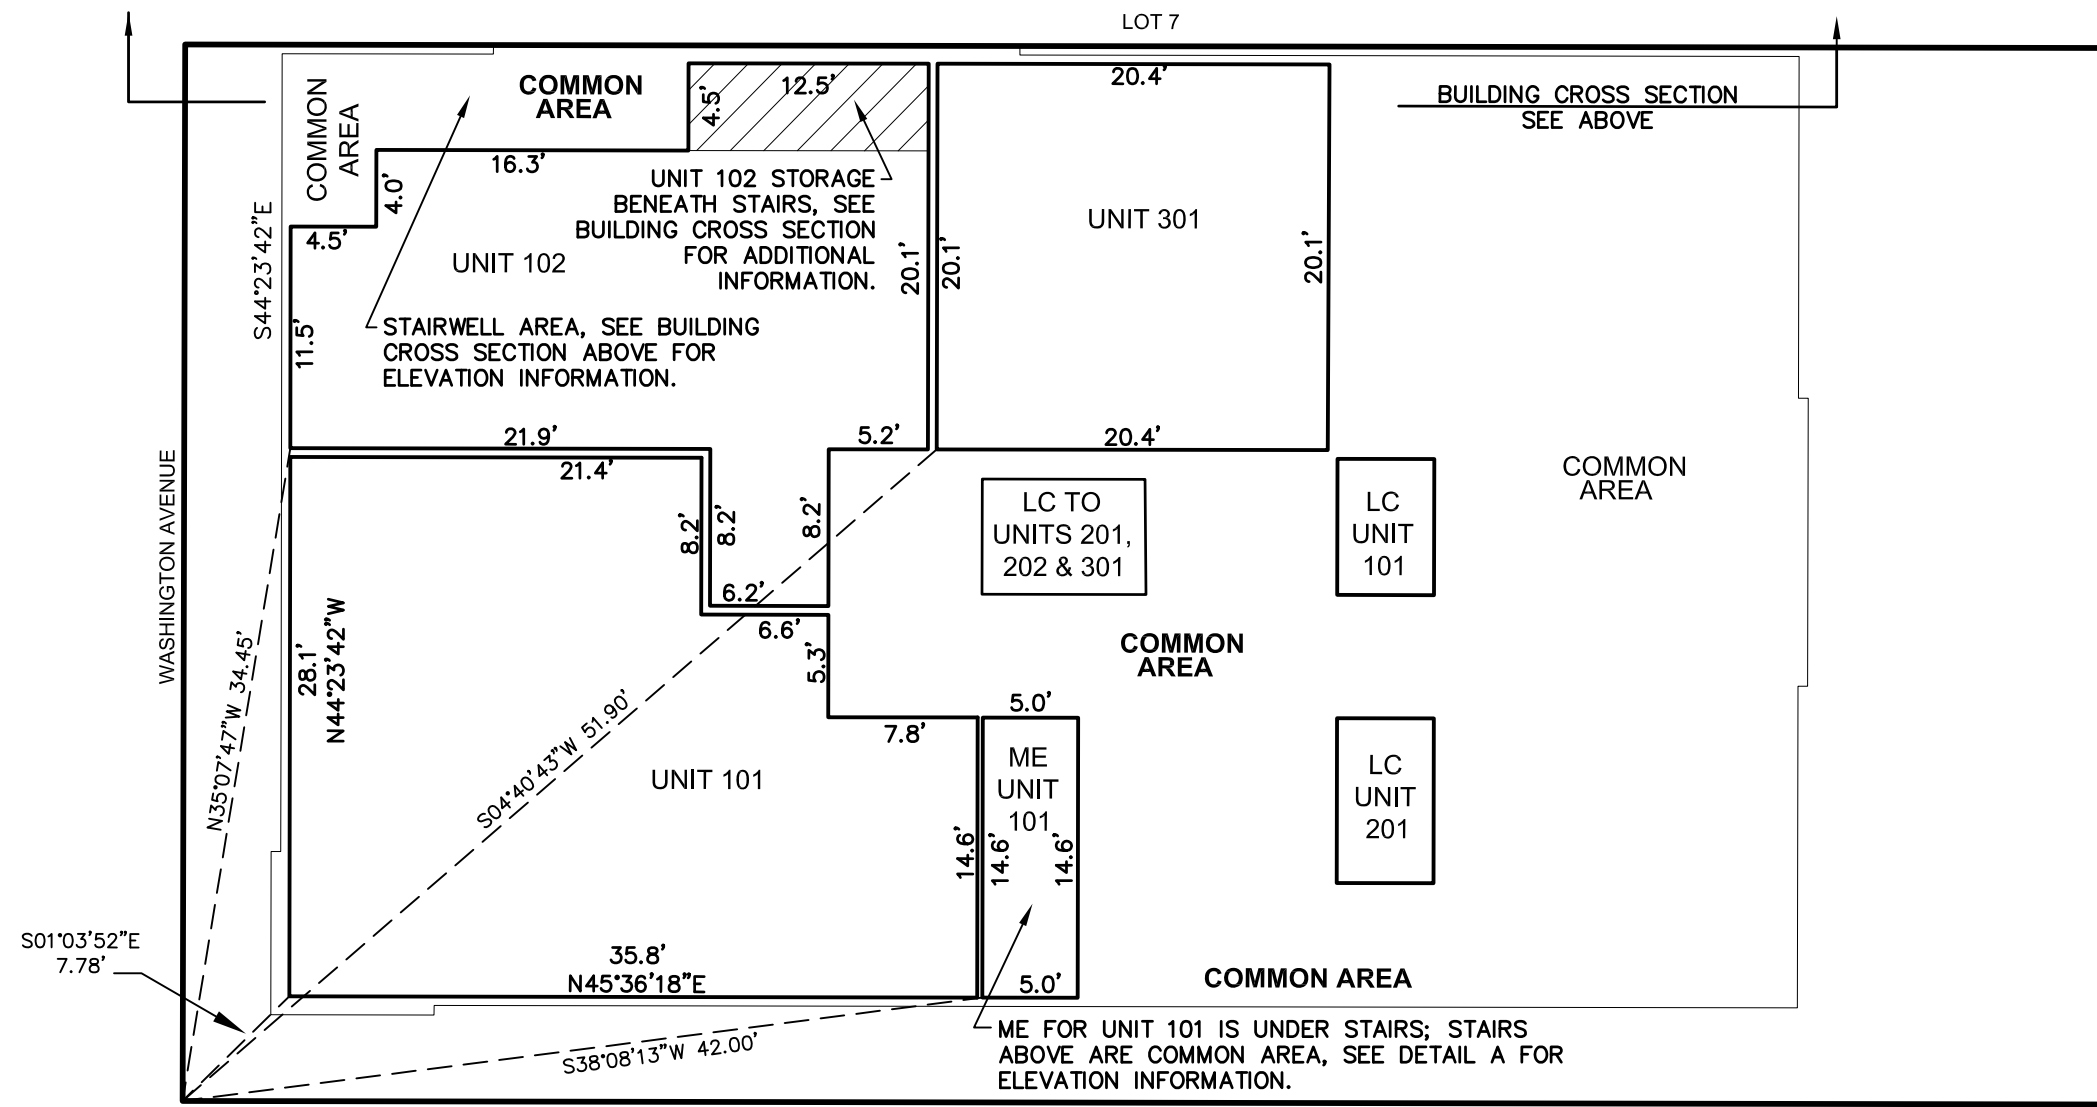 LOT 7
COMMON
AREA
COMMON
AREA
12.5'
4.5'
20.4'
BUILDING CROSS SECTION
SEE ABOVE
16.3'
4.0'
4.5'
UNIT 102 STORAGE
BENEATH STAIRS, SEE
BUILDING CROSS SECTION
FOR ADDITIONAL
INFORMATION.
UNIT 301
20.1'
20.1'
20.1'
S44°23'42"E
UNIT 102
11.5'
STAIRWELL AREA, SEE BUILDING
CROSS SECTION ABOVE FOR
ELEVATION INFORMATION.
21.9'
5.2'
20.4'
21.4'
WASHINGTON AVENUE
8.2'
8.2'
8.2'
LC TO
UNITS 201,
202 & 301
LC
UNIT
101
COMMON
AREA
6.2'
6.6'
5.3'
COMMON
AREA
28.1'
N44°23'42"W
N35°07'47"W 34.45'
S04°40'43"W 51.90'
5.0'
7.8'
UNIT 101
ME
UNIT
101
LC
UNIT
201
14.6'
14.6'
14.6'
S01°03'52"E
7.78'
35.8'
N45°36'18"E
5.0'
COMMON AREA
S38°08'13"W 42.00'
ME FOR UNIT 101 IS UNDER STAIRS; STAIRS
ABOVE ARE COMMON AREA, SEE DETAIL A FOR
ELEVATION INFORMATION.